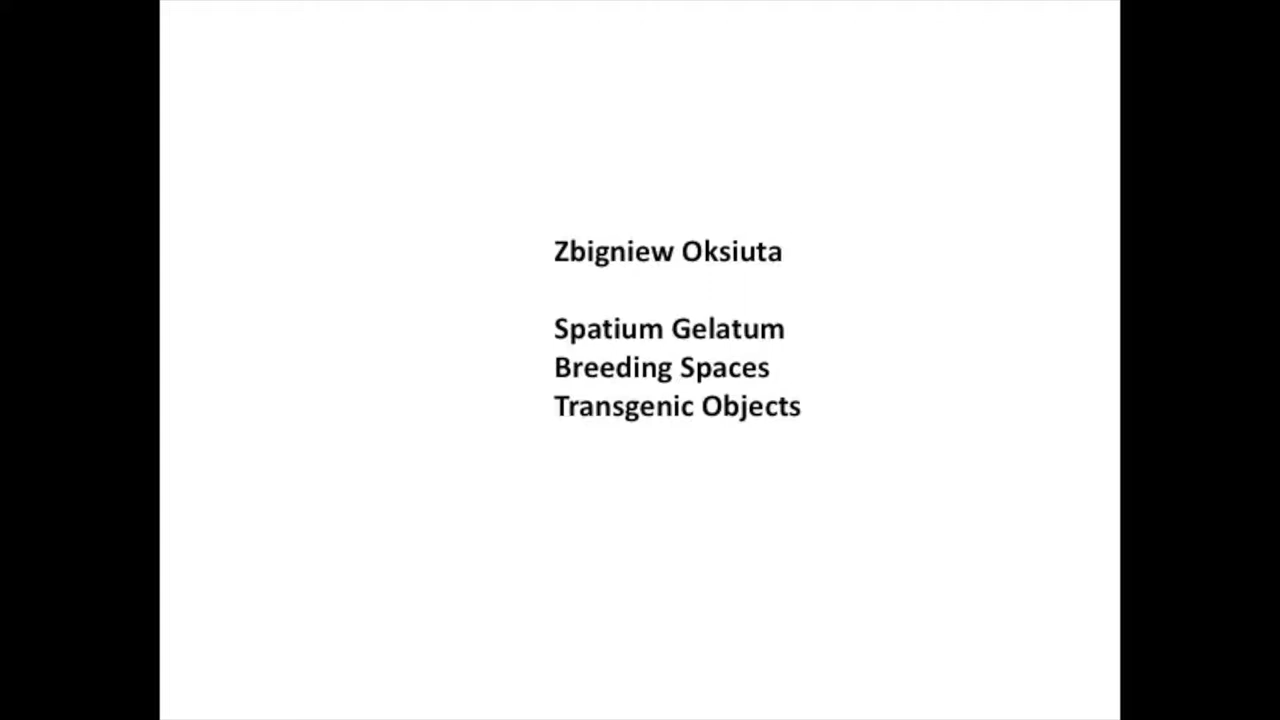 Zbigniew Oksiuta
Spatium Gelatum
Breeding Spaces
Transgenic Objects